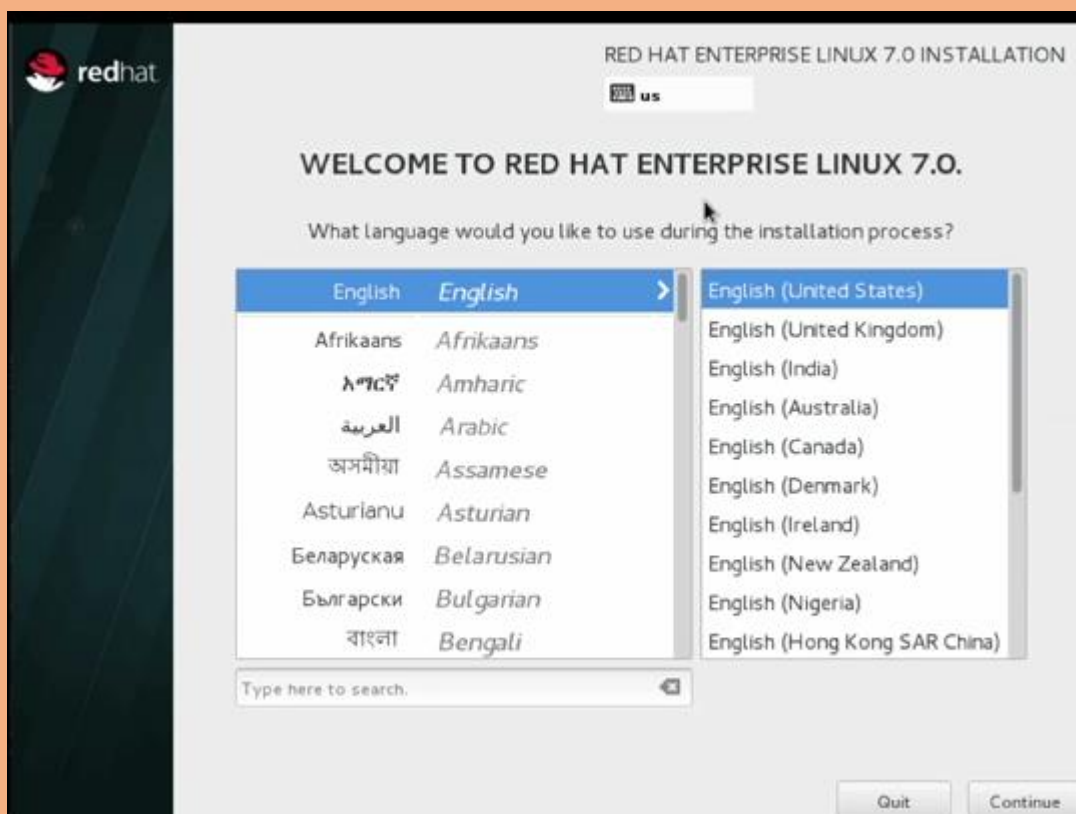 redhat
RED HAT ENTERPRISE LINUX 7.0 INSTALLATION
us
WELCOME TO RED HAT ENTERPRISE LINUX 7.0.
What language would you like to use during the installation process?
English English
Afrikaans Afrikaans
አማርኛ Amharic
العربية Arabic
অসমীয়া Assamese
Asturianu Asturian
Беларуская Belarusian
Български Bulgarian
বাংলা Bengali
Type here to search.
English (United States)
English (United Kingdom)
English (India)
English (Australia)
English (Canada)
English (Denmark)
English (Ireland)
English (New Zealand)
English (Nigeria)
English (Hong Kong SAR China)
Quit Continue